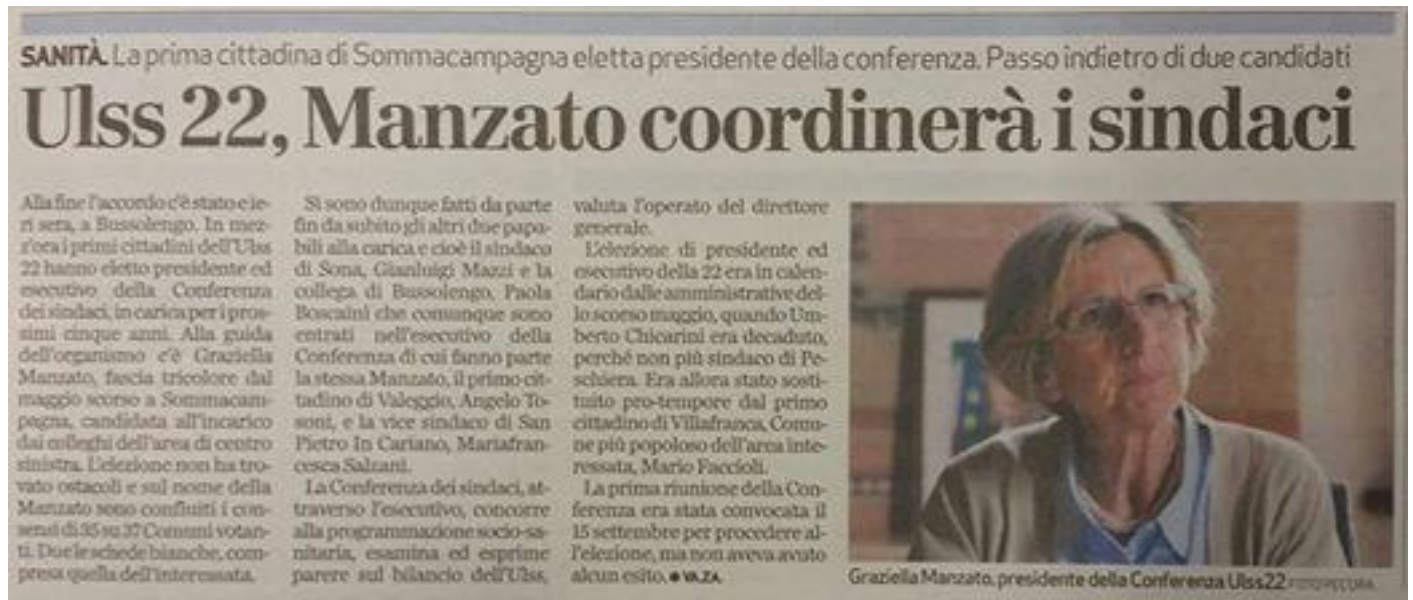 SANITÀ. La prima cittadina di Sommacampagna eletta presidente della conferenza. Passo indietro di due candidati
Ulss 22, Manzato coordinerà i sindaci
Alla fine l'accordo c'è stato e ie-
ri sera, a Bussolengo. In mez-
z'ora i primi cittadini dell'Ulss
22 hanno eletto presidente ed
esecutivo della Conferenza
dei sindaci, in carica per i pros-
simi cinque anni. Alla guida
dell'organismo c'è Graziella
Manzato, fascia tricolore dal
maggio scorso a Sommacam-
pagna, candidata all'incarico
dai colleghi dell'area di centro
sinistra. L'elezione non ha tro-
vato ostacoli e sul nome della
Manzato sono confluiti i con-
sensi di 35 su 37 Comuni votan-
ti. Due le schede bianche, com-
presa quella dell'interessata.
Si sono dunque fatti da parte
fin da subito gli altri due papa-
bili alla carica e cioè il sindaco
di Sona, Gianluigi Mazzi e la
collega di Bussolengo, Paola
Boscaini che comunque sono
entrati nell'esecutivo della
Conferenza di cui fanno parte
la stessa Manzato, il primo cit-
tadino di Valeggio, Angelo To-
soni, e la vice sindaco di San
Pietro In Cariano, Mariafran-
cesca Salzani.
La Conferenza dei sindaci, at-
traverso l'esecutivo, concorre
alla programmazione socio-sa-
nitaria, esamina ed esprime
parere sul bilancio dell'Ulss,
valuta l'operato del direttore
generale.
L'elezione di presidente ed
esecutivo della 22 era in calen-
dario dalle amministrative del-
lo scorso maggio, quando Um-
berto Chicarini era decaduto,
perché non più sindaco di Pe-
schiera. Era allora stato sosti-
tuito pro-tempore dal primo
cittadino di Villafranca, Comu-
ne più popoloso dell'area inte-
ressata, Mario Faccioli.
La prima riunione della Con-
ferenza era stata convocata il
15 settembre per procedere al-
l'elezione, ma non aveva avuto
alcun esito. ● VA.ZA.
Graziella Manzato, presidente della Conferenza Ulss22 FOTO PECORA